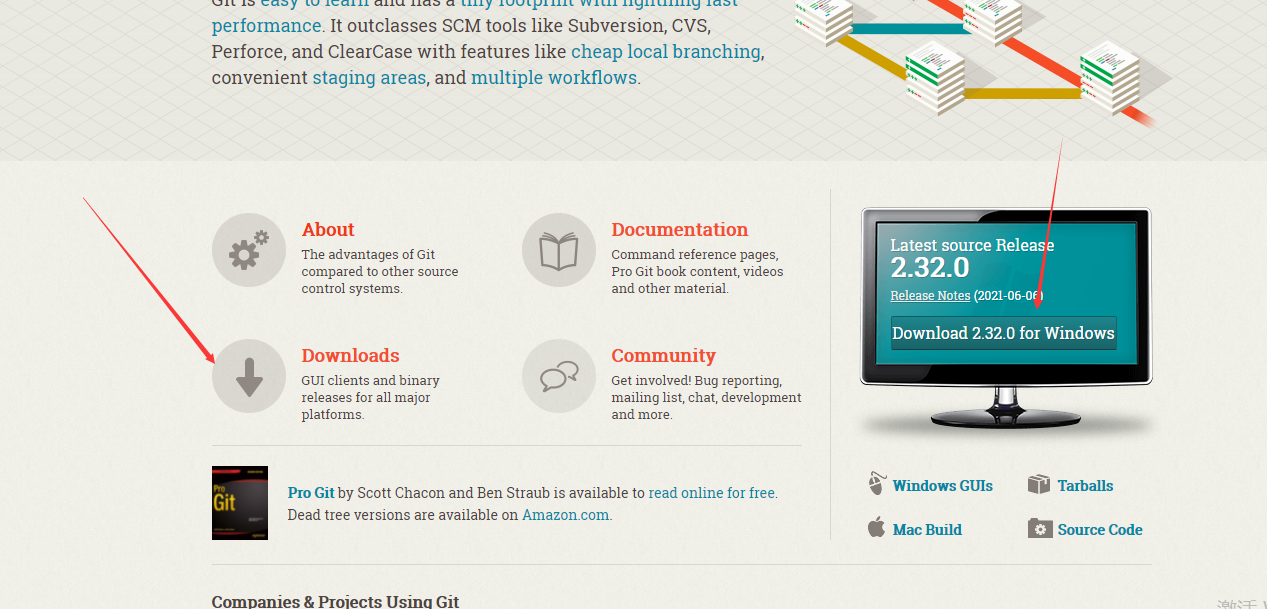 Git is easy to learn and has a tiny footprint with lightning fast
performance. It outclasses SCM tools like Subversion, CVS,
Perforce, and ClearCase with features like cheap local branching,
convenient staging areas, and multiple workflows.
About
The advantages of Git
compared to other source
control systems.
Documentation
Command reference pages,
Pro Git book content, videos
and other material.
Downloads
GUI clients and binary
releases for all major
platforms.
Community
Get involved! Bug reporting,
mailing list, chat, development
and more.
Pro
Git
Pro Git by Scott Chacon and Ben Straub is available to read online for free.
Dead tree versions are available on Amazon.com.
Latest source Release
2.32.0
Release Notes (2021-06-06)
Download 2.32.0 for Windows
Windows GUIs
Tarballs
Mac Build
Source Code
Companies & Projects Using Git
激活